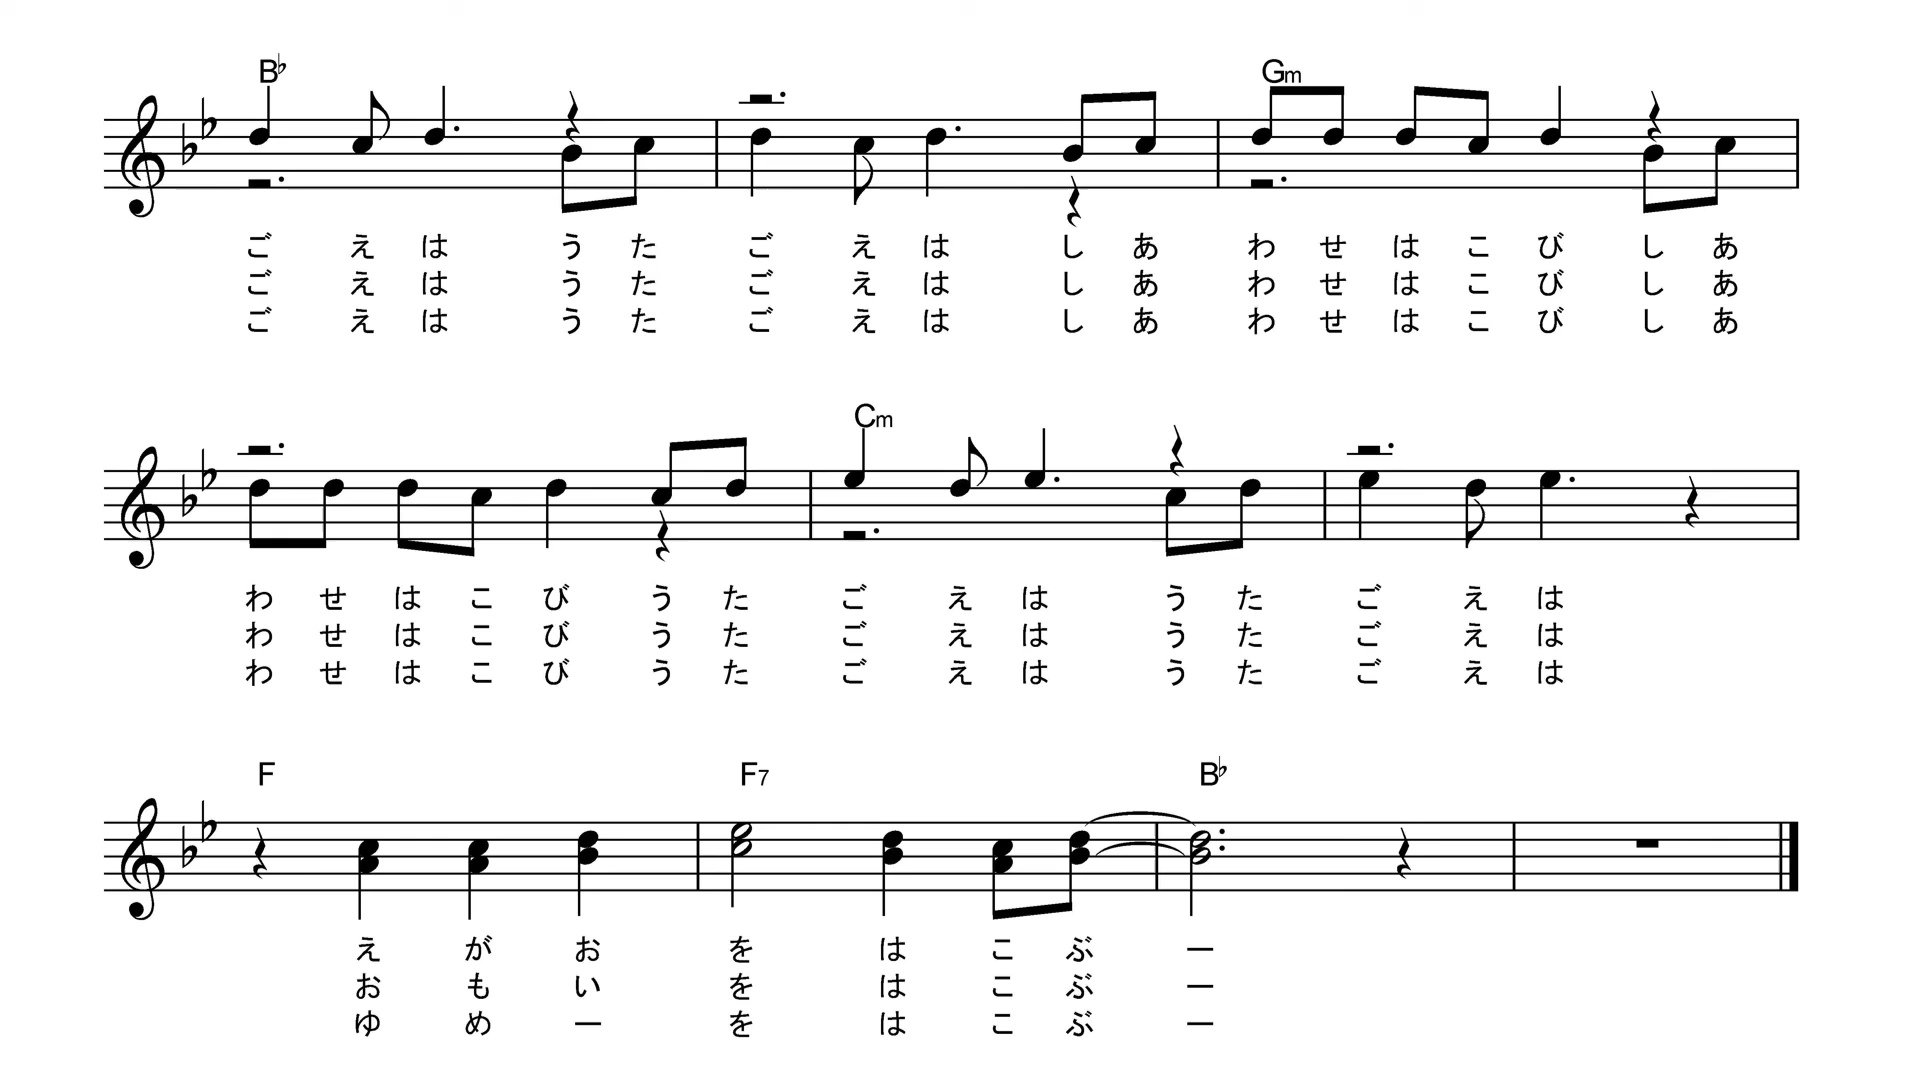 B♭ Gm
ごえはうたごえはしあわせはこびしあ
ごえはうたごえはしあわせはこびしあ
ごえはうたごえはしあわせはこびしあ
Cm
わせはこびうたごえはうたごえは
わせはこびうたごえはうたごえは
わせはこびうたごえはうたごえは
F F7 B♭
えがおをはこぶー
おもいをはこぶー
ゆめーをはこぶー